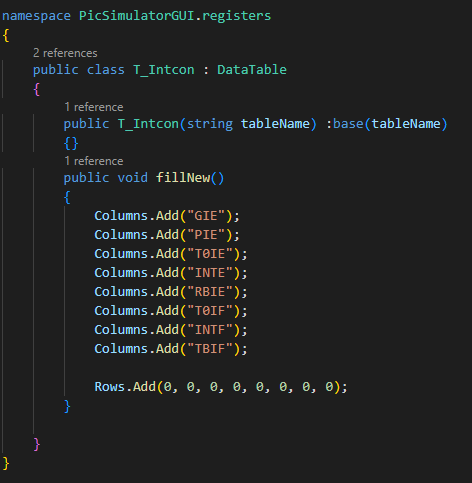 namespace PicSimulatorGUI.registers
{
2 references
public class T_Intcon : DataTable
{
1 reference
public T_Intcon(string tableName) :base(tableName)
{}
1 reference
public void fillNew()
{
Columns.Add("GIE");
Columns.Add("PIE");
Columns.Add("T0IE");
Columns.Add("INTE");
Columns.Add("RBIE");
Columns.Add("T0IF");
Columns.Add("INTF");
Columns.Add("TBIF");
Rows.Add(0, 0, 0, 0, 0, 0, 0, 0);
}
}
}